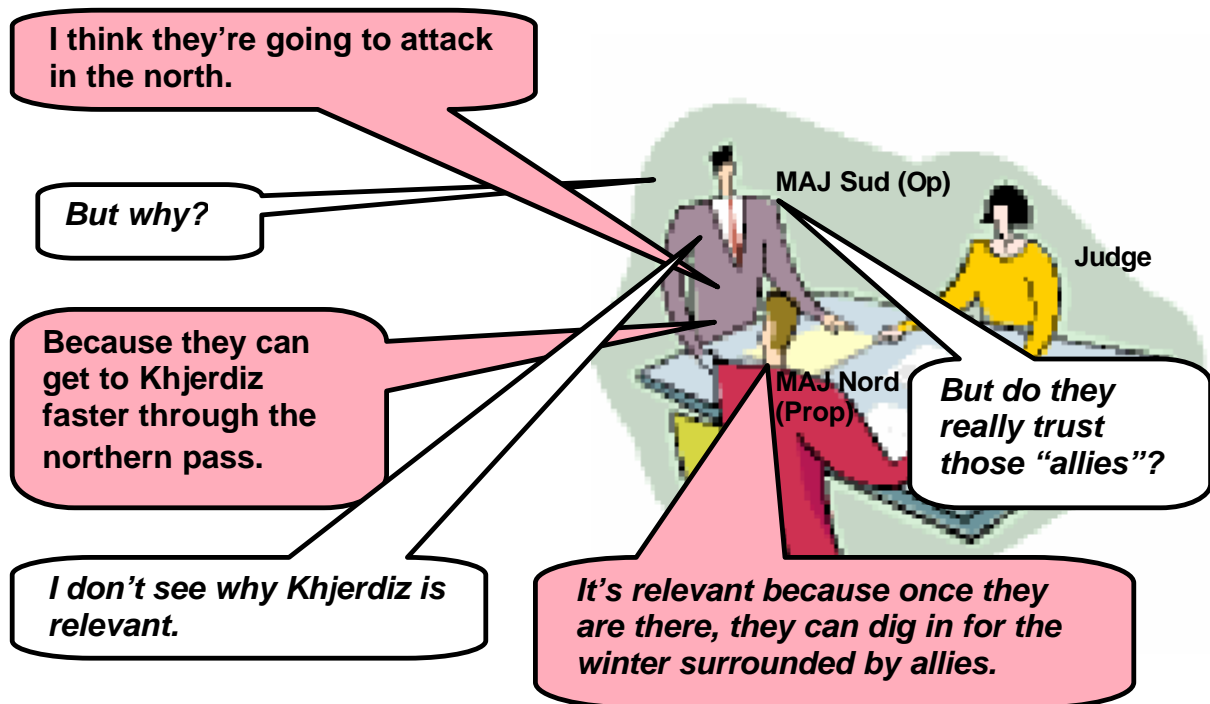 I think they're going to attack
in the north.
But why?
MAJ Sud (Op)
Judge
Because they can
get to Khjerdiz
faster through the
northern pass.
MAJ Nord
(Prop)
But do they
really trust
those “allies”?
I don't see why Khjerdiz is
relevant.
It's relevant because once they
are there, they can dig in for the
winter surrounded by allies.